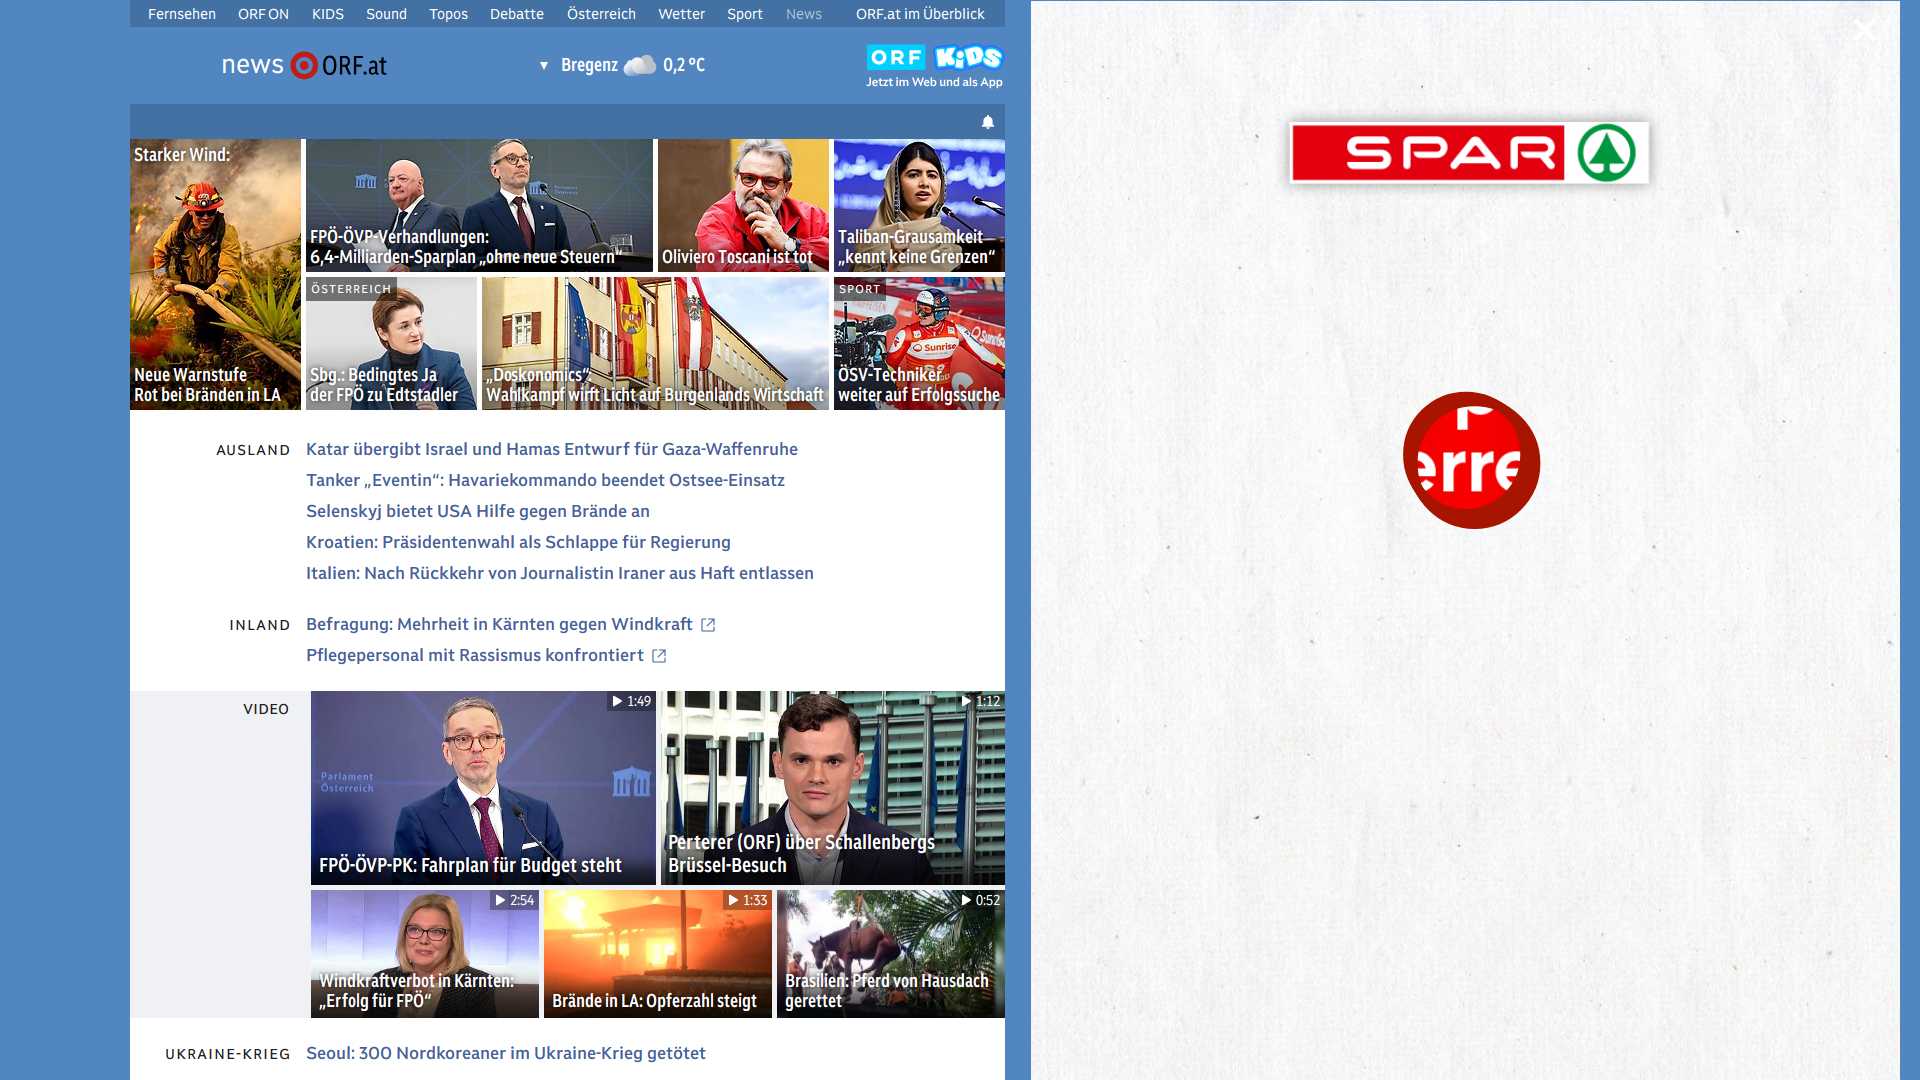 Fernsehen ORF ON KIDS Sound Topos Debatte Österreich Wetter Sport News ORF.at im Überblick
news ORF.at
▼ Bregenz 0,2 °C
ORF KiDS
Jetzt im Web und als App
SPAR
Starker Wind:
Neue Warnstufe
Rot bei Bränden in LA
FPÖ-ÖVP-Verhandlungen:
6,4-Milliarden-Sparplan „ohne neue Steuern“
Oliviero Toscani ist tot
Taliban-Grausamkeit
„kennt keine Grenzen“
ÖSTERREICH
Sbg.: Bedingtes Ja
der FPÖ zu Edtstadler
„Doskonomics“:
Wahlkampf wirft Licht auf Burgenlands Wirtschaft
SPORT
Sunrise
ÖSV-Techniker
weiter auf Erfolgssuche
erre
AUSLAND
Katar übergibt Israel und Hamas Entwurf für Gaza-Waffenruhe
Tanker „Eventin“: Havariekommando beendet Ostsee-Einsatz
Selenskyj bietet USA Hilfe gegen Brände an
Kroatien: Präsidentenwahl als Schlappe für Regierung
Italien: Nach Rückkehr von Journalistin Iraner aus Haft entlassen
INLAND
Befragung: Mehrheit in Kärnten gegen Windkraft
Pflegepersonal mit Rassismus konfrontiert
VIDEO
1:49
Parlament
Österreich
FPÖ-ÖVP-PK: Fahrplan für Budget steht
1:12
Perterer (ORF) über Schallenbergs
Brüssel-Besuch
2:54
Windkraftverbot in Kärnten:
„Erfolg für FPÖ“
1:33
Brände in LA: Opferzahl steigt
0:52
Brasilien: Pferd von Hausdach
gerettet
UKRAINE-KRIEG
Seoul: 300 Nordkoreaner im Ukraine-Krieg getötet